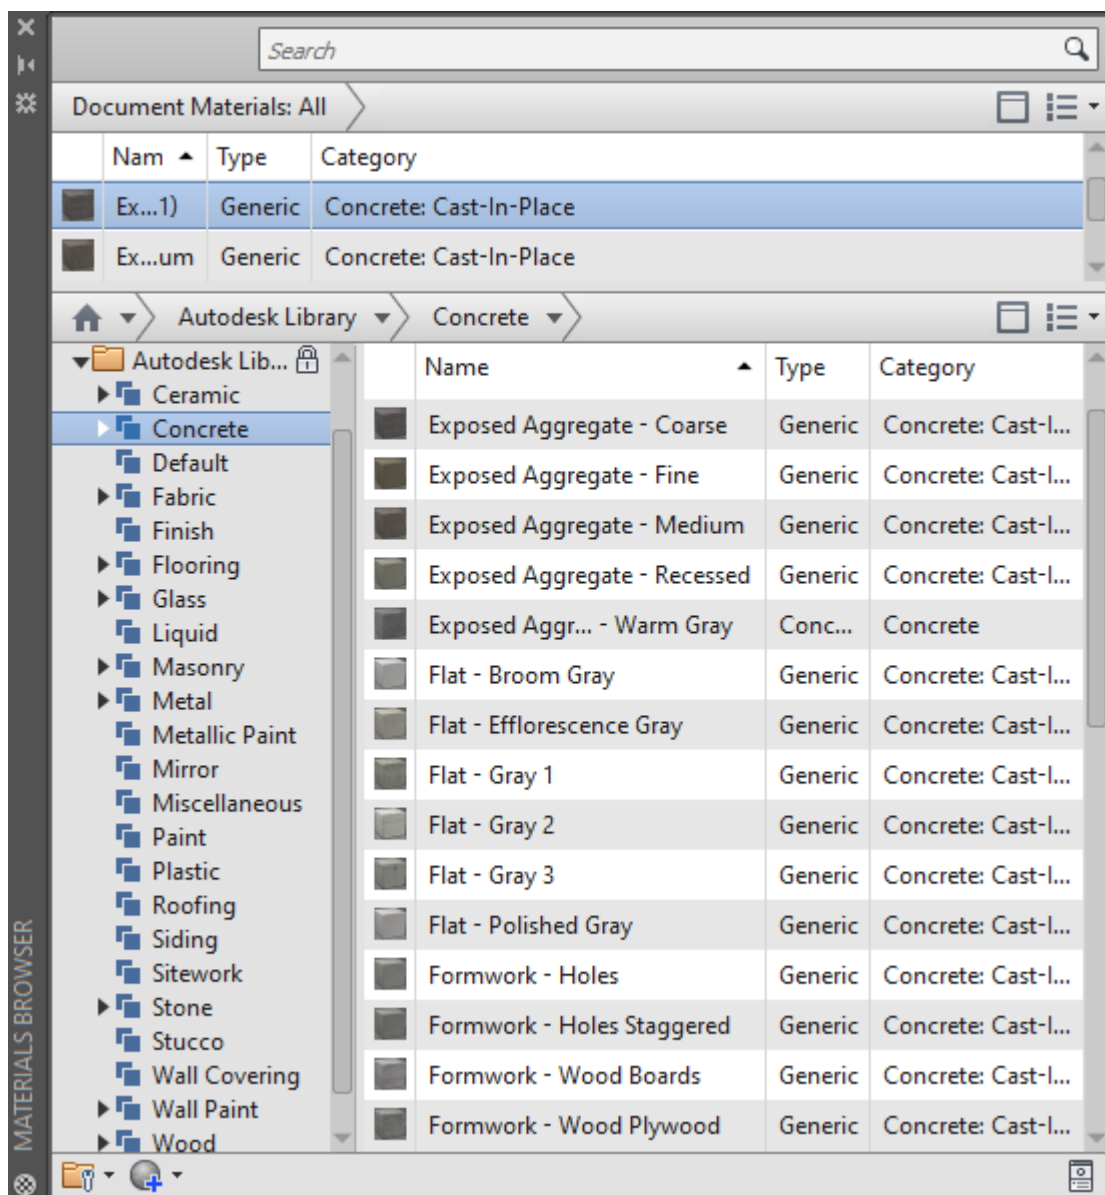 Search
Document Materials: All
Nam Type Category
Ex...1) Generic Concrete: Cast-In-Place
Ex...um Generic Concrete: Cast-In-Place
Autodesk Library Concrete
Autodesk Lib...
Ceramic
Concrete
Default
Fabric
Finish
Flooring
Glass
Liquid
Masonry
Metal
Metallic Paint
Mirror
Miscellaneous
Paint
Plastic
Roofing
Siding
Sitework
Stone
Stucco
Wall Covering
Wall Paint
Wood
Name Type Category
Exposed Aggregate - Coarse Generic Concrete: Cast-I...
Exposed Aggregate - Fine Generic Concrete: Cast-I...
Exposed Aggregate - Medium Generic Concrete: Cast-I...
Exposed Aggregate - Recessed Generic Concrete: Cast-I...
Exposed Aggr... - Warm Gray Conc... Concrete
Flat - Broom Gray Generic Concrete: Cast-I...
Flat - Efflorescence Gray Generic Concrete: Cast-I...
Flat - Gray 1 Generic Concrete: Cast-I...
Flat - Gray 2 Generic Concrete: Cast-I...
Flat - Gray 3 Generic Concrete: Cast-I...
Flat - Polished Gray Generic Concrete: Cast-I...
Formwork - Holes Generic Concrete: Cast-I...
Formwork - Holes Staggered Generic Concrete: Cast-I...
Formwork - Wood Boards Generic Concrete: Cast-I...
Formwork - Wood Plywood Generic Concrete: Cast-I...
MATERIALS BROWSER